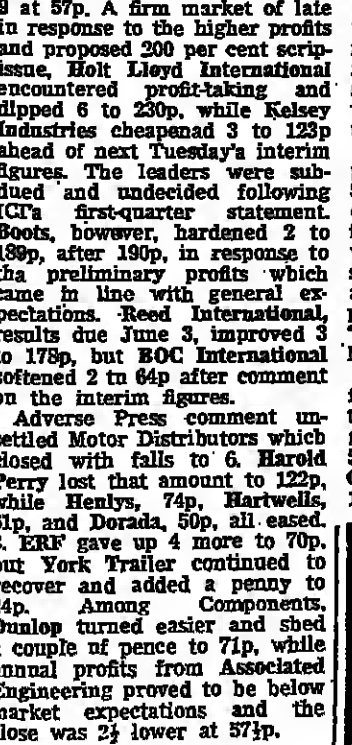 9 at 57p. A firm market of late
in response to the higher profits
and proposed 200 per cent scrip-
issue, Holt Lloyd International
encountered profit-taking and
dipped 6 to 230p, while Kelsey
Industries cheapenad 3 to 123p
ahead of next Tuesday's interim
figures. The leaders were sub-
dued and undecided following
ICI's first-quarter statement.
Boots, bowever, hardened 2 to
189p, after 190p, in response to
tha preliminary profits which
came in line with general ex-
pectations. Reed International,
results due June 3, improved 3
to 178p, but BOC International
softened 2 tn 64p after comment
on the interim figures.
Adverse Press comment un-
settled Motor Distributors which
closed with falls to 6. Harold
Perry lost that amount to 122p,
while Henlys, 74p, Hartwells,
61p, and Dorada, 50p, all eased
ERF gave up 4 more to 70p,
but York Trailer continued to
recover and added a penny to
4p. Among Components,
Dunlop turned easier and shed
a couple nf pence to 71p, while
annual profits from Associated
Engineering proved to be below
market expectations and the
close was 2½ lower at 57½p.